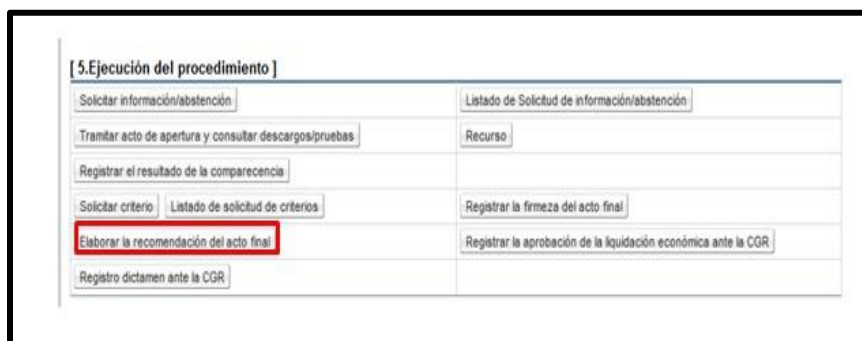 [ 5.Ejecución del procedimiento ]
Solicitar información/abstención Listado de Solicitud de información/abstención
Tramitar acto de apertura y consultar descargos/pruebas Recurso
Registrar el resultado de la comparecencia
Solicitar criterio Listado de solicitud de criterios Registrar la firmeza del acto final
Elaborar la recomendación del acto final Registrar la aprobación de la liquidación económica ante la CGR
Registro dictamen ante la CGR